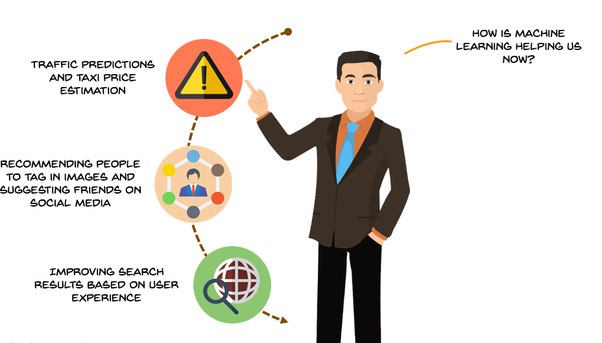 HOW IS MACHINE
LEARNING HELPING US
NOW?
TRAFFIC PREDICTIONS
AND TAXI PRICE
ESTIMATION
RECOMMENDING PEOPLE
TO TAG IN IMAGES AND
SUGGESTING FRIENDS ON
SOCIAL MEDIA
IMPROVING SEARCH
RESULTS BASED ON USER
EXPERIENCE